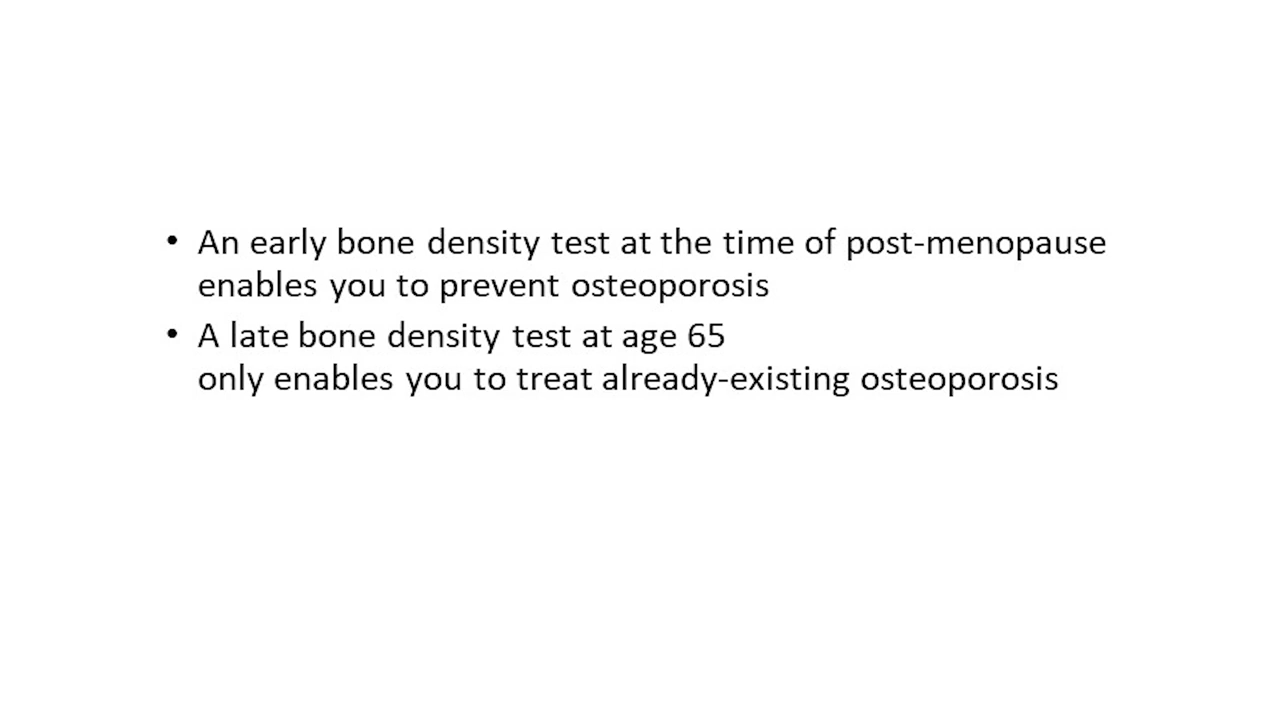 • An early bone density test at the time of post-menopause
enables you to prevent osteoporosis
• A late bone density test at age 65
only enables you to treat already-existing osteoporosis